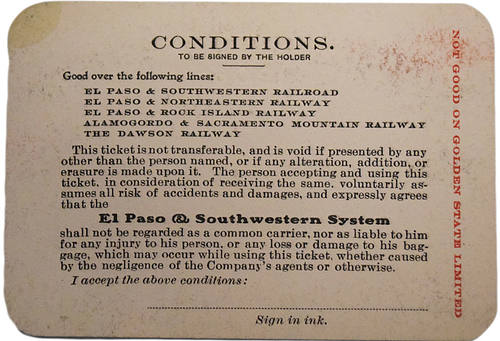 CONDITIONS.
TO BE SIGNED BY THE HOLDER
Good over the following lines:
EL PASO & SOUTHWESTERN RAILROAD
EL PASO & NORTHEASTERN RAILWAY
EL PASO & ROCK ISLAND RAILWAY
ALAMOGORDO & SACRAMENTO MOUNTAIN RAILWAY
THE DAWSON RAILWAY
This ticket is not transferable, and is void if presented by any
other than the person named, or if any alteration, addition, or
erasure is made upon it. The person accepting and using this
ticket, in consideration of receiving the same, voluntarily as-
sumes all risk of accidents and damages, and expressly agrees
that the
El Paso & Southwestern System
shall not be regarded as a common carrier, nor as liable to him
for any injury to his person, or any loss or damage to his bag-
gage, which may occur while using this ticket, whether caused
by the negligence of the Company's agents or otherwise.
I accept the above conditions:
Sign in ink.
NOT GOOD ON GOLDEN STATE LIMITED